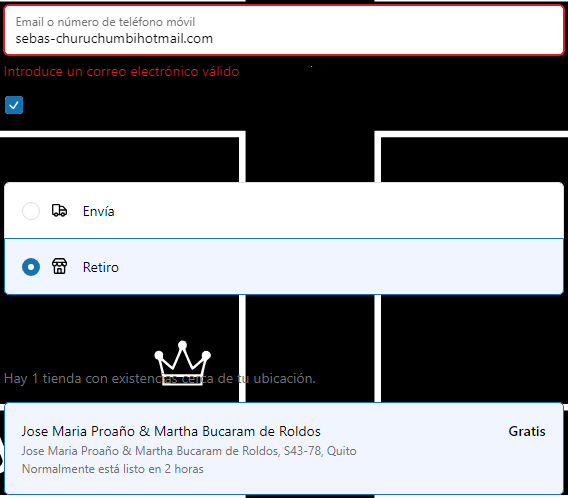 Email o número de teléfono móvil
sebas-churuchumbihotmail.com
Introduce un correo electrónico válido
Envía
Retiro
Hay 1 tienda con existencias cerca de tu ubicación.
Jose Maria Proaño & Martha Bucaram de Roldos Gratis
Jose Maria Proaño & Martha Bucaram de Roldos, S43-78, Quito
Normalmente está listo en 2 horas